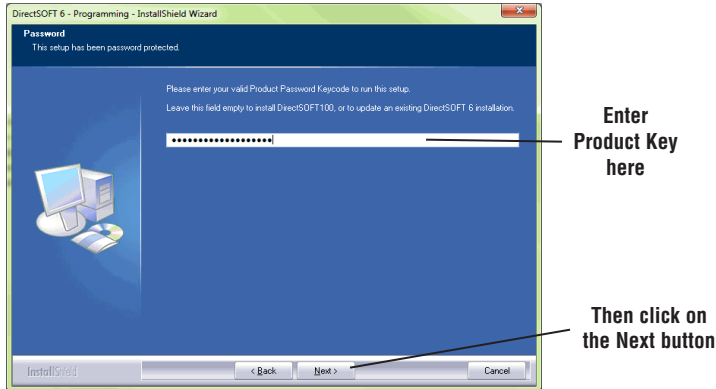 DirectSOFT 6 - Programming - InstallShield Wizard
Password
This setup has been password protected.
Please enter your valid Product Password Keycode to run this setup.
Leave this field empty to install DirectSOFT100, or to update an existing DirectSOFT 6 installation.
•••••••••••••••••••
Enter
Product Key
here
Then click on
the Next button
InstallShield
< Back
Next >
Cancel